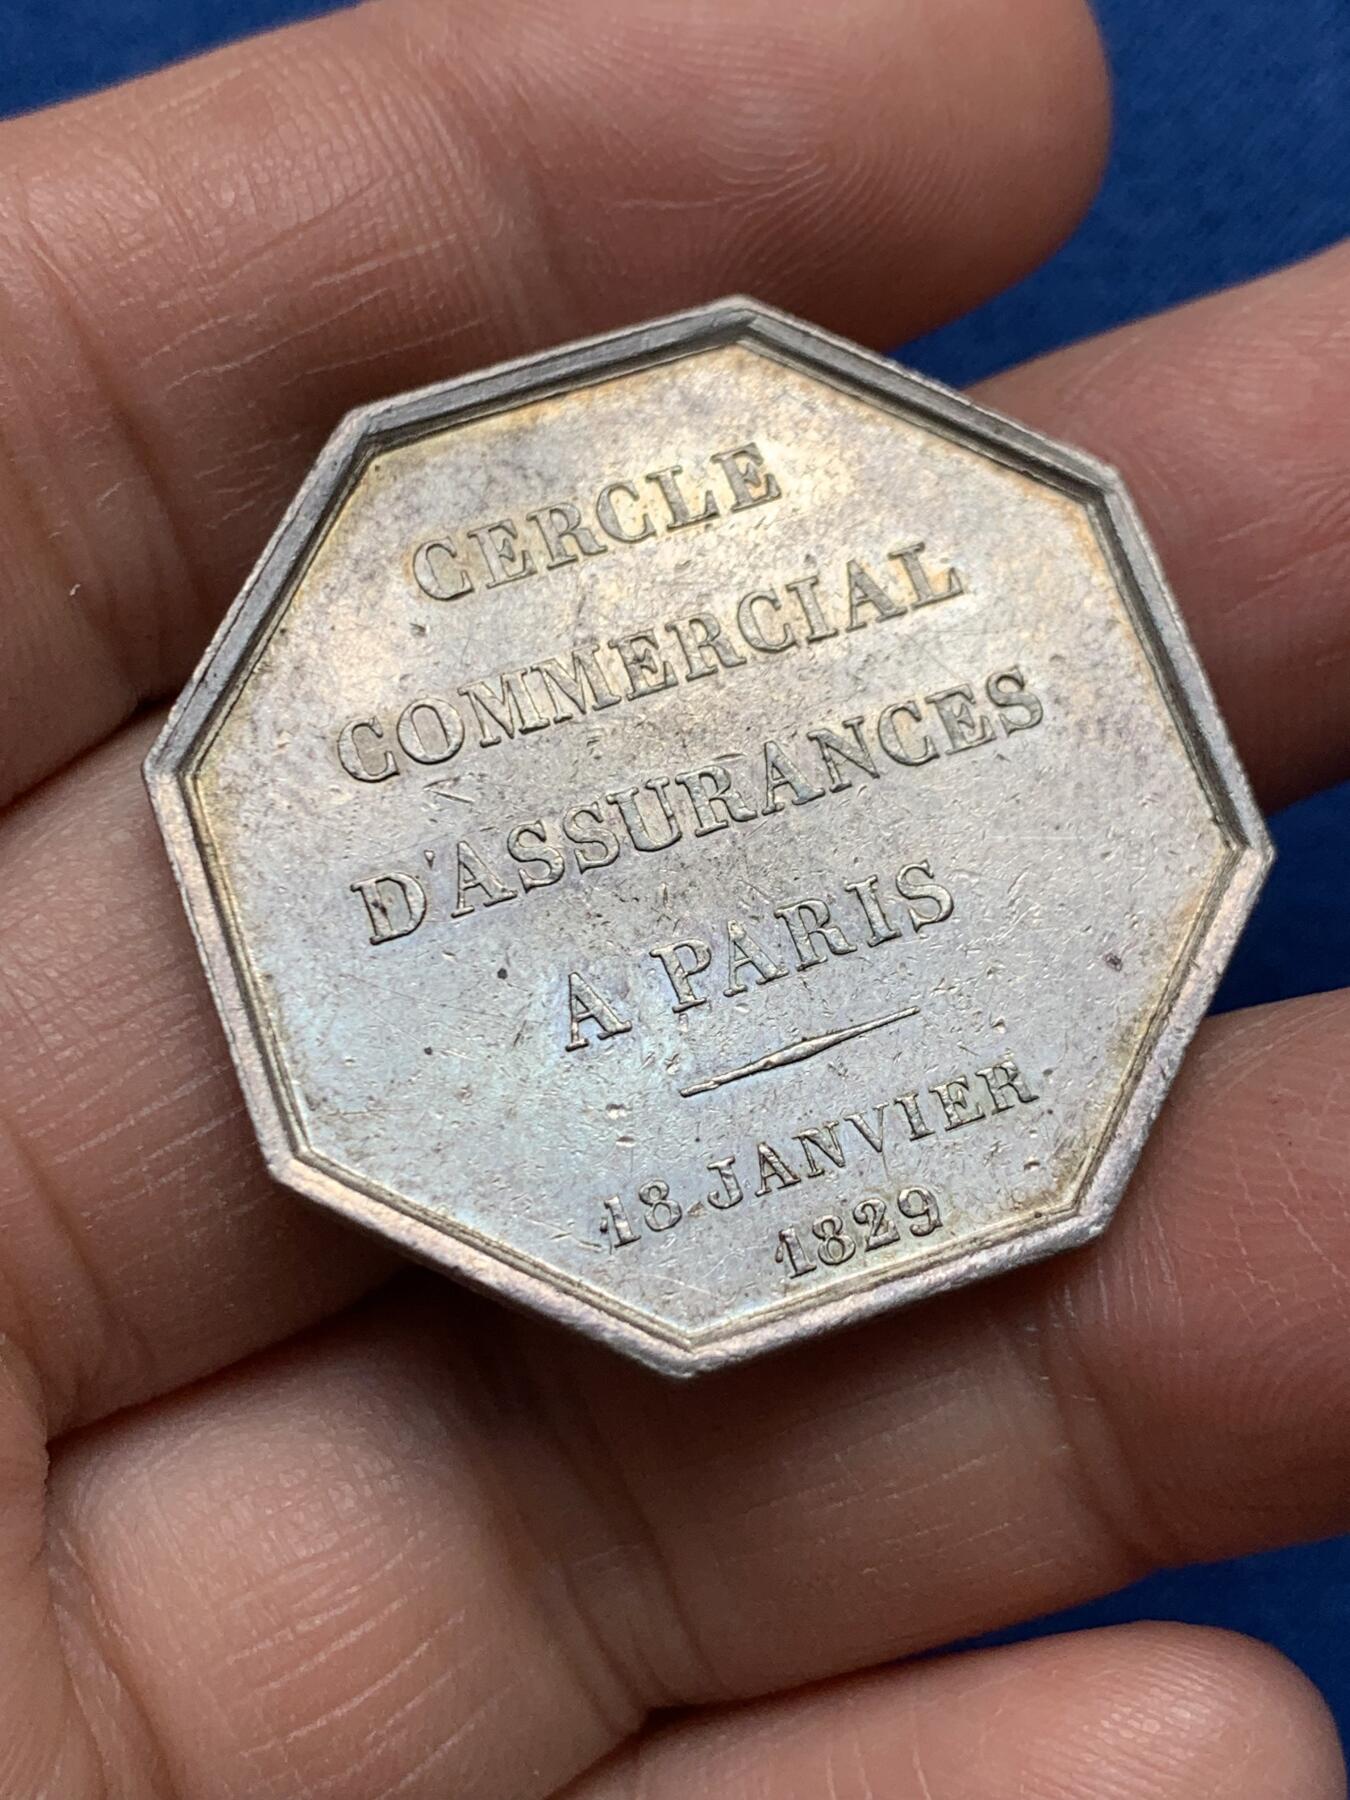 CERCLE
COMMERCIAL
D'ASSURANCES
A PARIS
18 JANVIER
1829